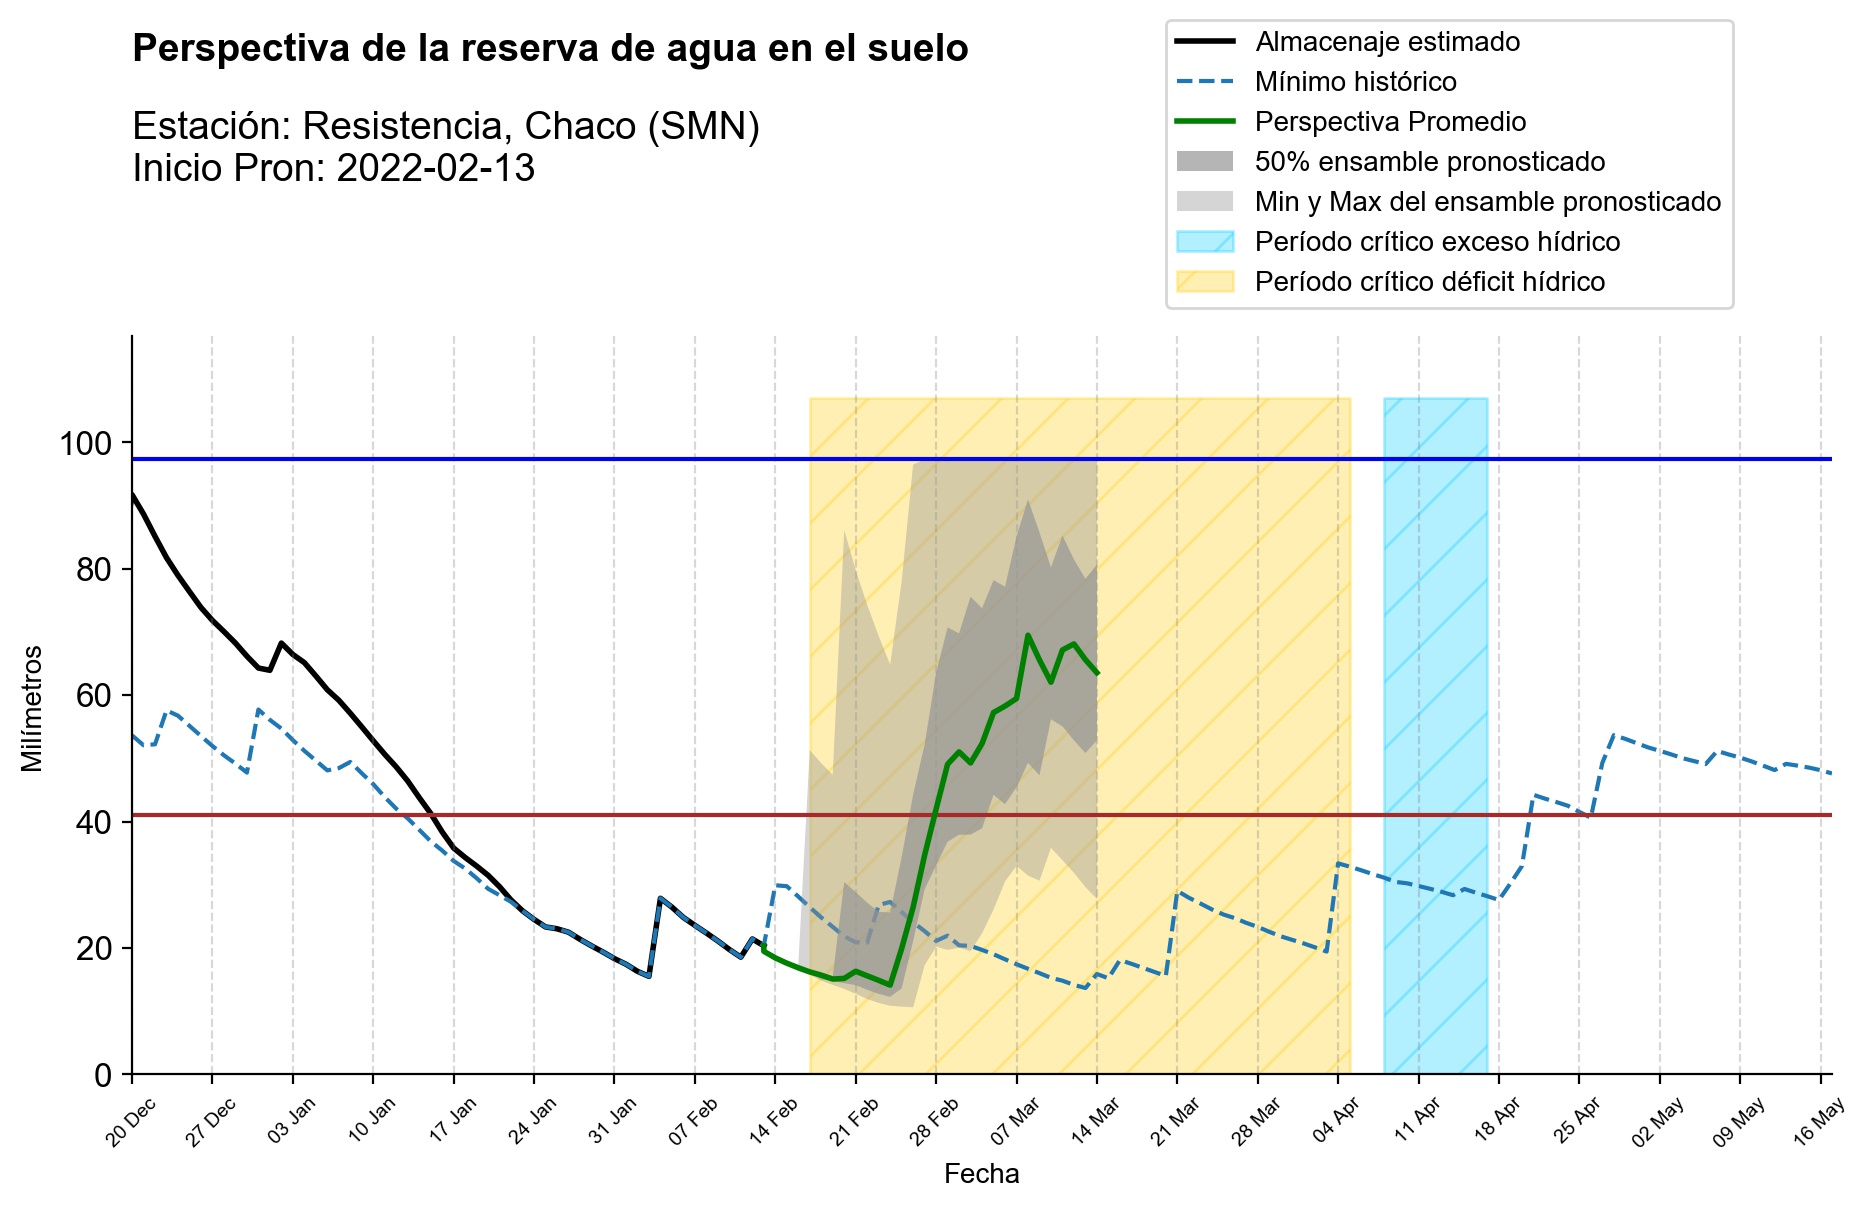 Perspectiva de la reserva de agua en el suelo
Estación: Resistencia, Chaco (SMN)
Inicio Pron: 2022-02-13
Almacenaje estimado
Mínimo histórico
Perspectiva Promedio
50% ensamble pronosticado
Min y Max del ensamble pronosticado
Período crítico exceso hídrico
Período crítico déficit hídrico
100
80
60
40
20
0
Milímetros
20 Dec
27 Dec
03 Jan
10 Jan
17 Jan
24 Jan
31 Jan
07 Feb
14 Feb
21 Feb
28 Feb
07 Mar
14 Mar
21 Mar
28 Mar
04 Apr
11 Apr
18 Apr
25 Apr
02 May
09 May
16 May
Fecha